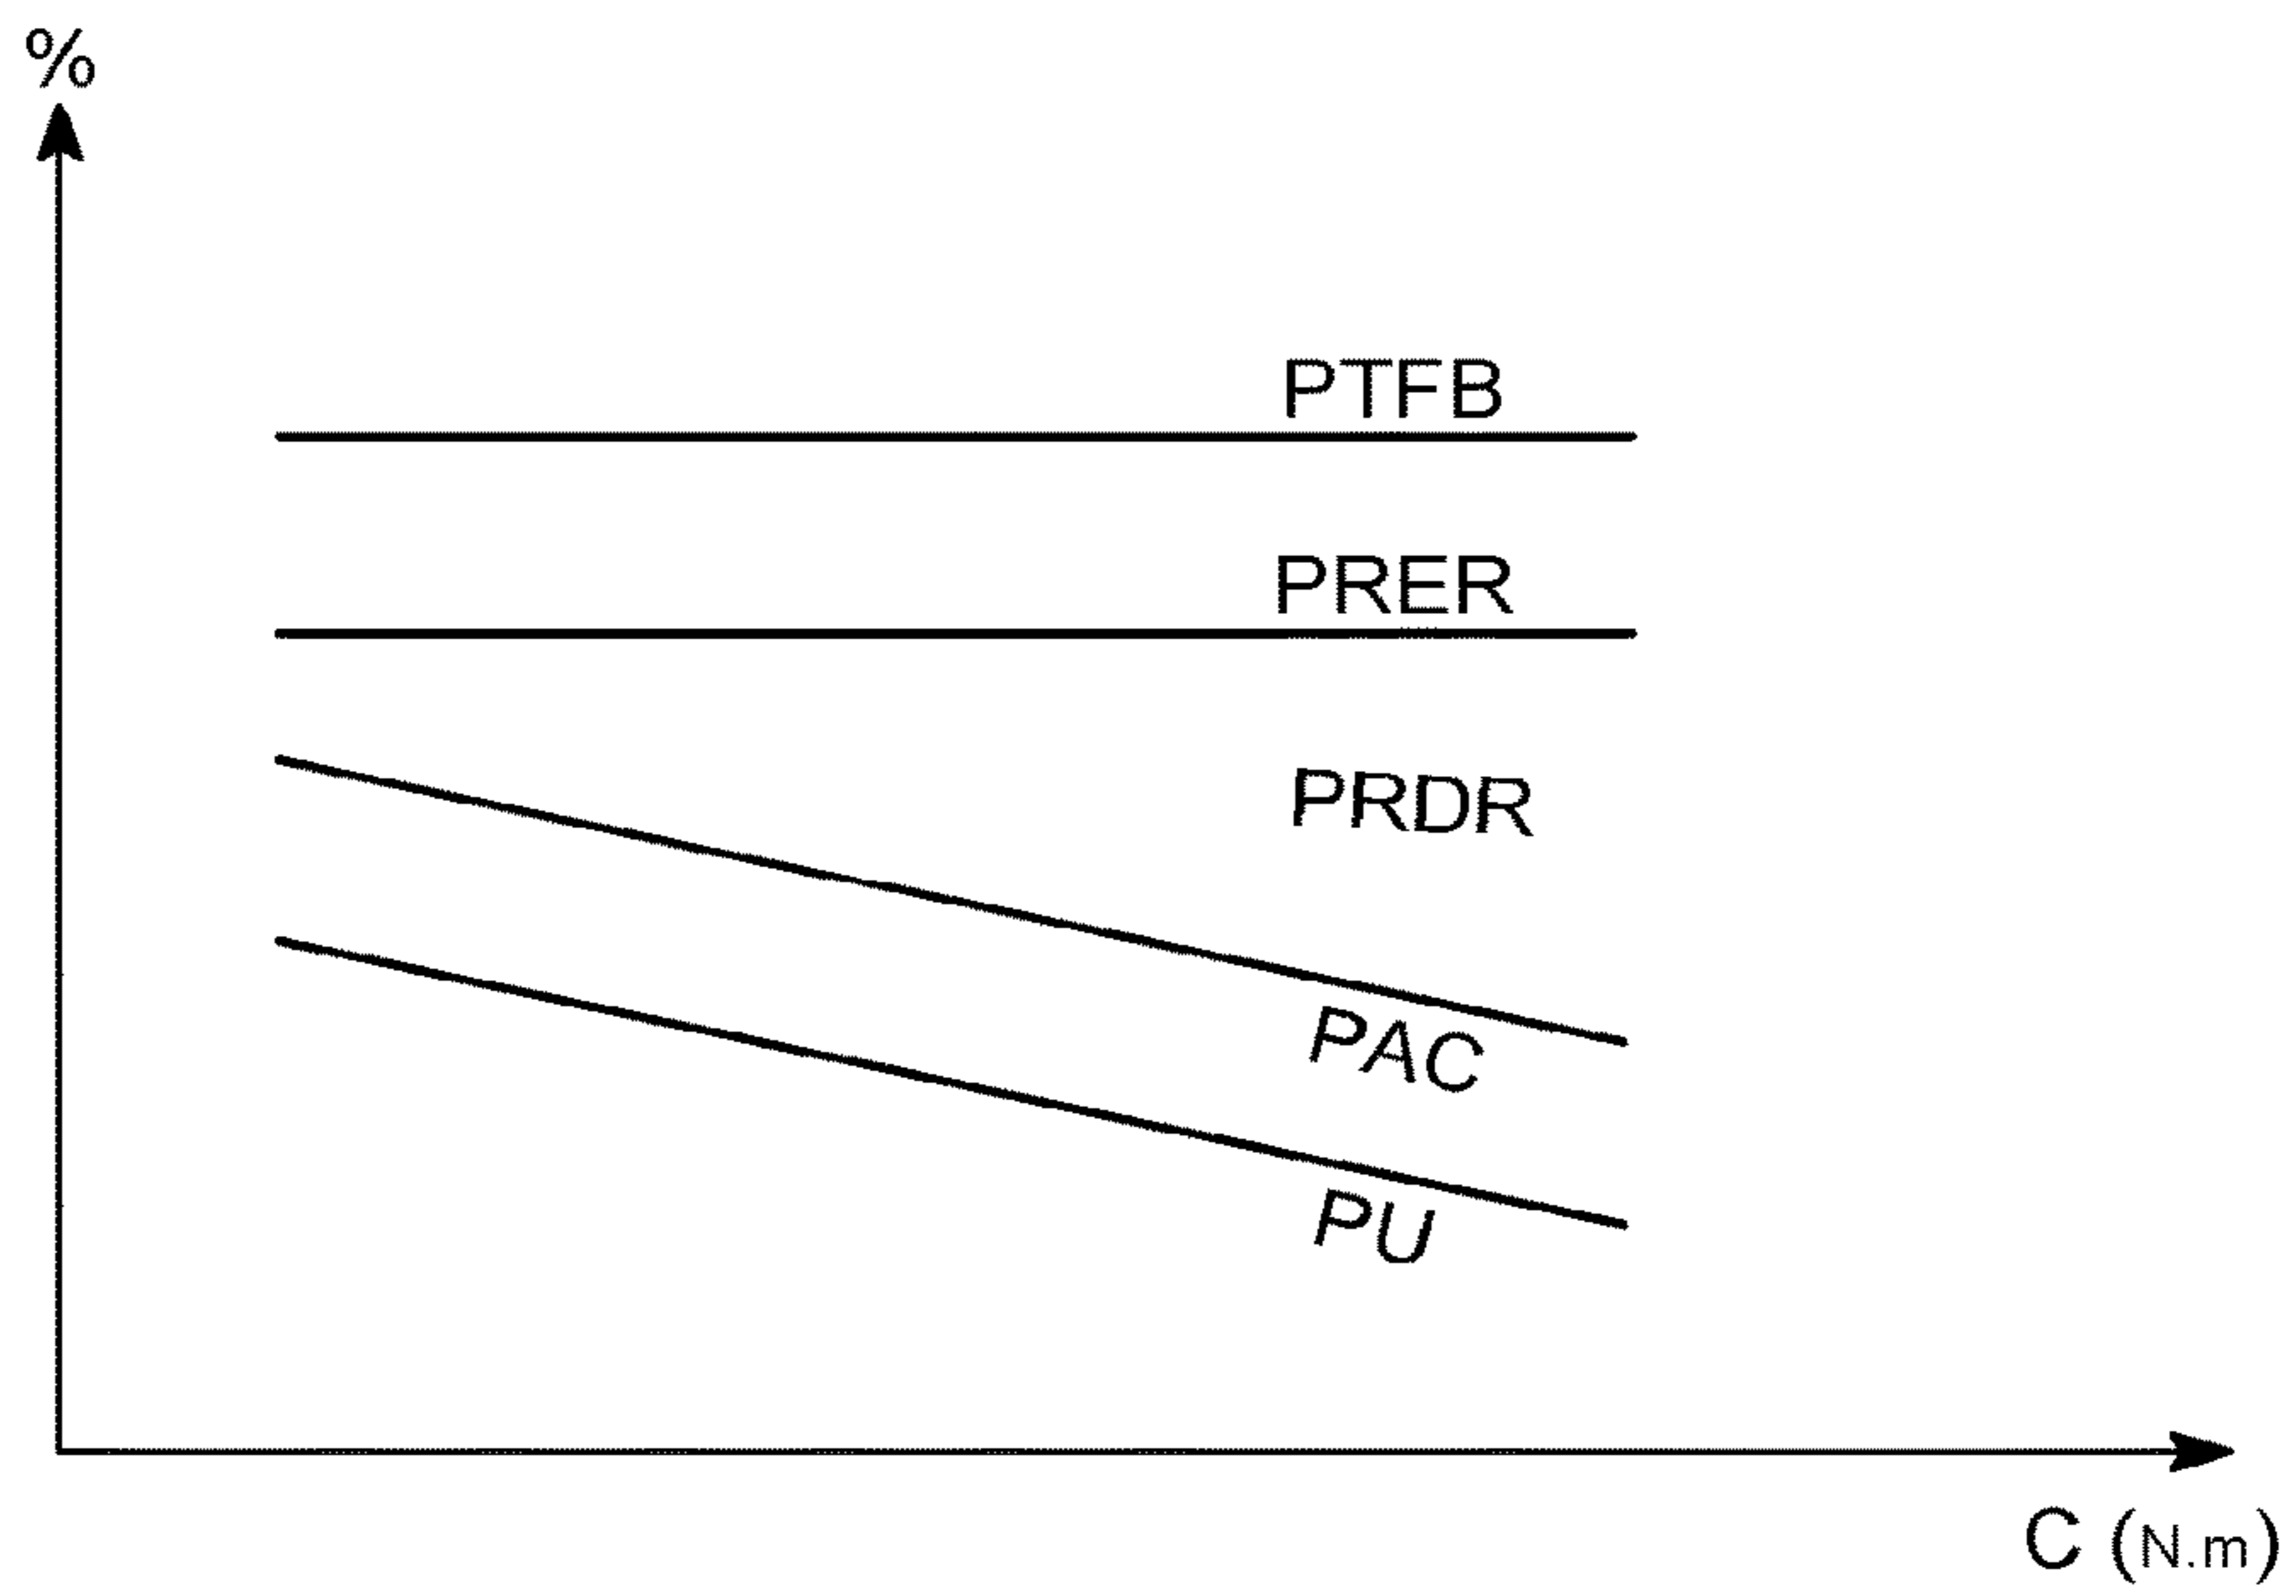 %
PTFB
PRER
PRDR
PAC
PU
C (N.m)